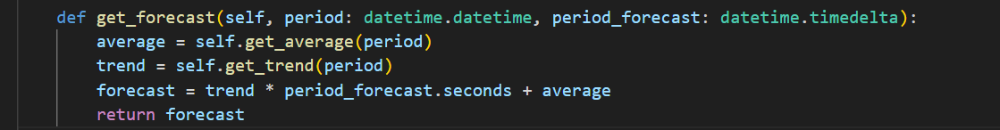 def get_forecast(self, period: datetime.datetime, period_forecast: datetime.timedelta):
    average = self.get_average(period)
    trend = self.get_trend(period)
    forecast = trend * period_forecast.seconds + average
    return forecast